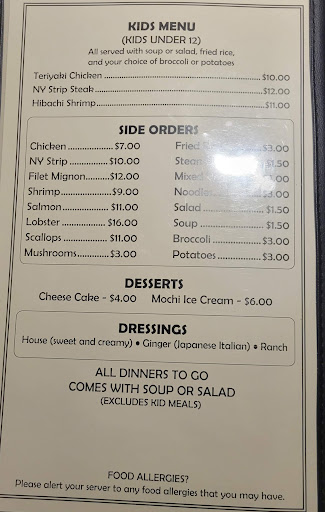 KIDS MENU
(KIDS UNDER 12)
All served with soup or salad, fried rice,
and your choice of broccoli or potatoes
Teriyaki Chicken $10.00
NY Strip Steak $12.00
Hibachi Shrimp $11.00
SIDE ORDERS
Chicken $7.00
NY Strip $10.00
Filet Mignon $12.00
Shrimp $9.00
Salmon $11.00
Lobster $16.00
Scallops $11.00
Mushrooms $3.00
Fried $3.00
$1.50
Mixed $3.00
Noodles $3.00
Salad $1.50
Soup $1.50
Broccoli $3.00
Potatoes $3.00
DESSERTS
Cheese Cake - $4.00 Mochi Ice Cream - $6.00
DRESSINGS
House (sweet and creamy) ● Ginger (Japanese Italian) ● Ranch
ALL DINNERS TO GO
COMES WITH SOUP OR SALAD
(EXCLUDES KID MEALS)
FOOD ALLERGIES?
Please alert your server to any food allergies that you may have.